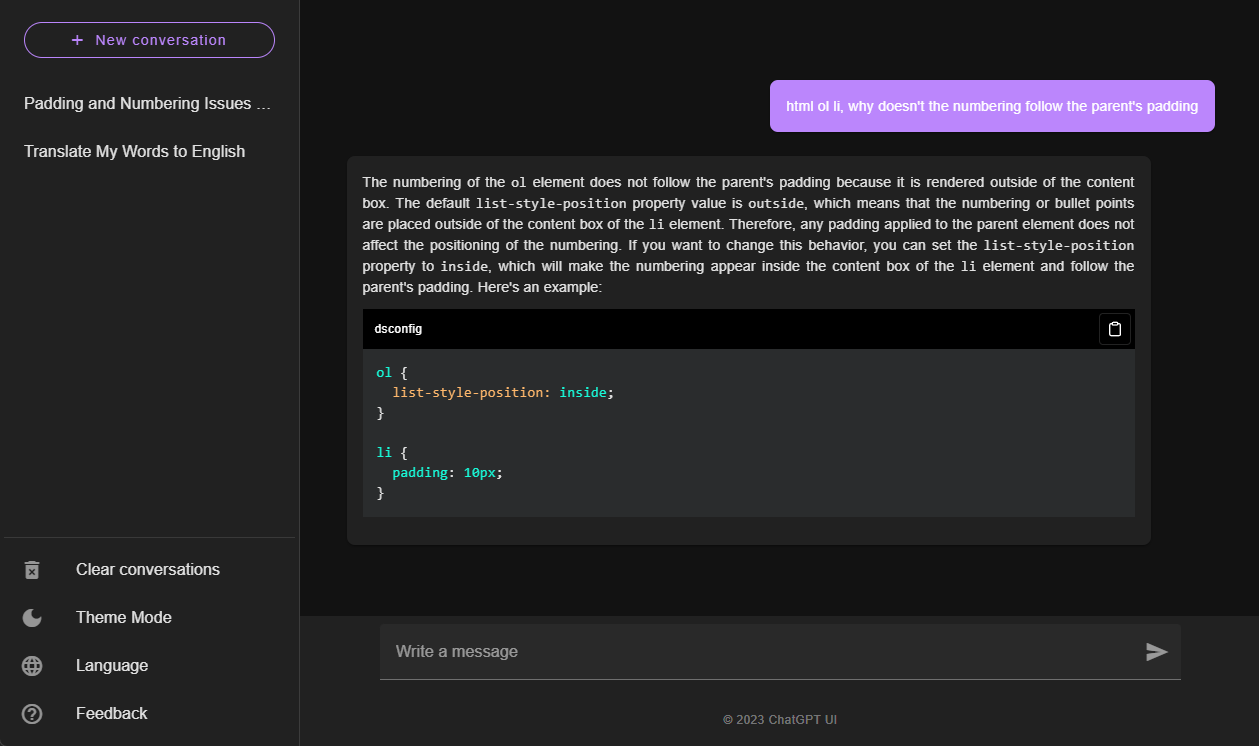 New conversation
Padding and Numbering Issues ...
Translate My Words to English
Clear conversations
Theme Mode
Language
Feedback
html ol li, why doesn't the numbering follow the parent's padding
The numbering of the ol element does not follow the parent's padding because it is rendered outside of the content
box. The default list-style-position property value is outside, which means that the numbering or bullet points
are placed outside of the content box of the li element. Therefore, any padding applied to the parent element does not
affect the positioning of the numbering. If you want to change this behavior, you can set the list-style-position
property to inside, which will make the numbering appear inside the content box of the li element and follow the
parent's padding. Here's an example:
dsconfig
ol {
  list-style-position: inside;
}
li {
  padding: 10px;
}
Write a message
© 2023 ChatGPT UI